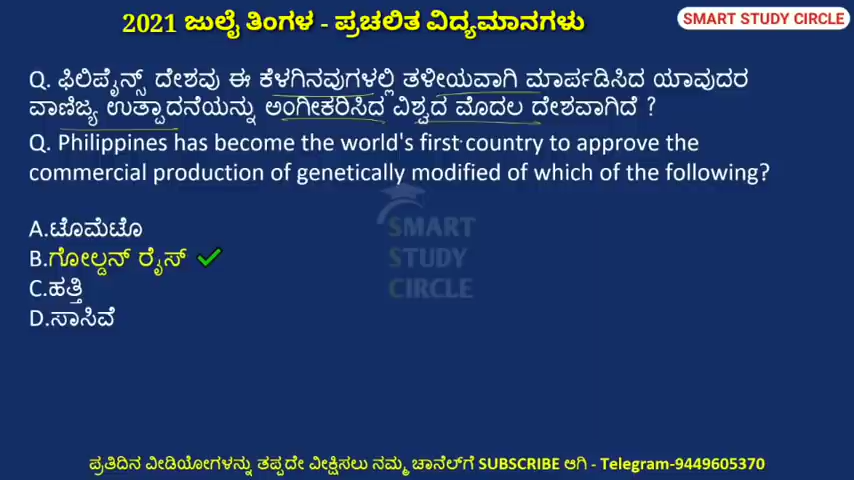 2021 ಜುಲೈ ತಿಂಗಳ - ಪ್ರಚಲಿತ ವಿದ್ಯಮಾನಗಳು
SMART STUDY CIRCLE
Q. ಫಿಲಿಪೈನ್ಸ್ ದೇಶವು ಈ ಕೆಳಗಿನವುಗಳಲ್ಲಿ ತಳೀಯವಾಗಿ ಮಾರ್ಪಡಿಸಿದ ಯಾವುದರ
ವಾಣಿಜ್ಯ ಉತ್ಪಾದನೆಯನ್ನು ಅಂಗೀಕರಿಸಿದ ವಿಶ್ವದ ಮೊದಲ ದೇಶವಾಗಿದೆ ?
Q. Philippines has become the world's first country to approve the
commercial production of genetically modified of which of the following?
A.ಟೊಮೆಟೊ
B.ಗೋಲ್ಡನ್ ರೈಸ್
C.ಹತ್ತಿ
D.ಸಾಸಿವೆ
SMART
STUDY
CIRCLE
ಪ್ರತಿದಿನ ವೀಡಿಯೋಗಳನ್ನು ತಪ್ಪದೇ ವೀಕ್ಷಿಸಲು ನಮ್ಮ ಚಾನೆಲ್‌ಗೆ SUBSCRIBE ಆಗಿ - Telegram-9449605370